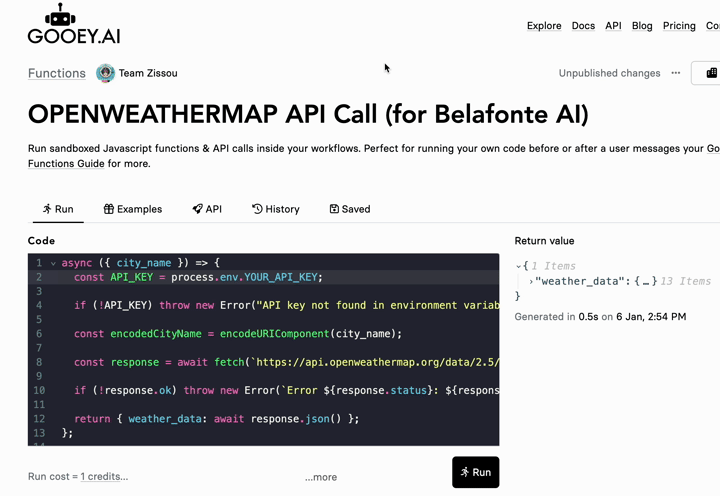 GOOEY.AI
Explore Docs API Blog Pricing
Functions Team Zissou Unpublished changes ...
OPENWEATHERMAP API Call (for Belafonte AI)
Run sandboxed Javascript functions & API calls inside your workflows. Perfect for running your own code before or after a user messages your
Functions Guide for more.
Run Examples API History Saved
Code
1 async ({ city_name }) => {
2 const API_KEY = process.env.YOUR_API_KEY;
3
4 if (!API_KEY) throw new Error("API key not found in environment
5
6 const encodedCityName = encodeURIComponent(city_name);
7
8 const response = await fetch(`https://api.openweathermap.org/data/2.5/
9
10 if (!response.ok) throw new Error(`Error ${response.status}:
11
12 return { weather_data: await response.json() };
13 };
Return value
{ 1 Items
"weather_data": {…} 13 Items
}
Generated in 0.5s on 6 Jan, 2:54 PM
Run cost = 1 credits... ...more Run